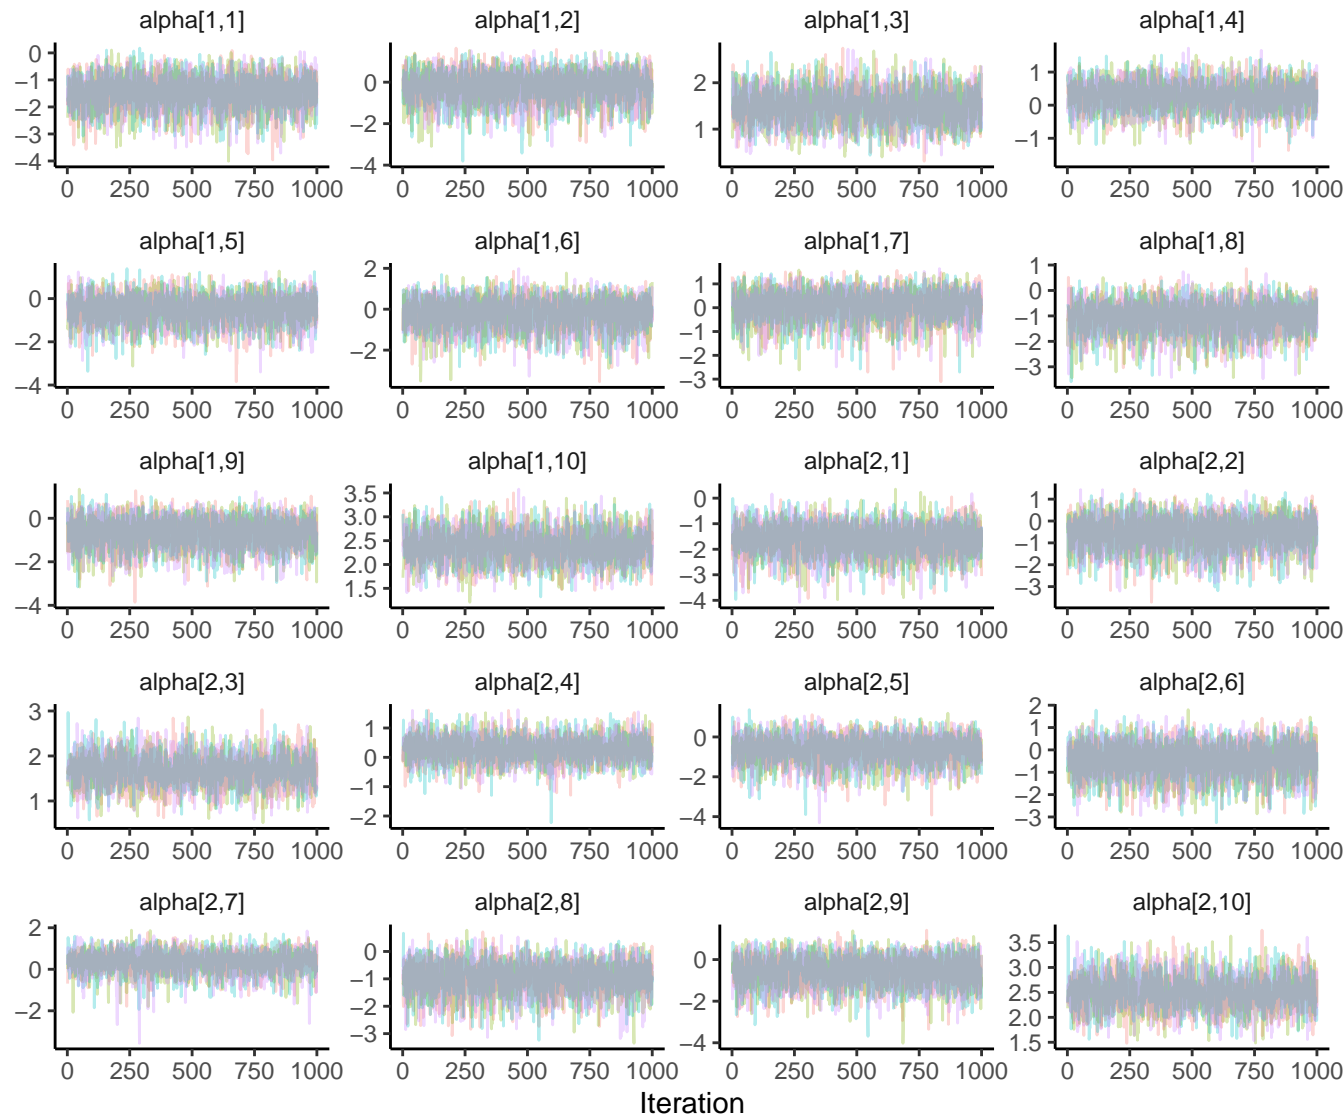 alpha[1,1] alpha[1,2] alpha[1,3] alpha[1,4]
0 −1 −2 −3 −4 0 −2 −4 2 1 1 0 −1
0 250 500 750 1000 0 250 500 750 1000 0 250 500 750 1000 0 250 500 750 1000
alpha[1,5] alpha[1,6] alpha[1,7] alpha[1,8]
0 −2 −4 2 0 −2 1 0 −1 −2 −3 1 0 −1 −2 −3
0 250 500 750 1000 0 250 500 750 1000 0 250 500 750 1000 0 250 500 750 1000
alpha[1,9] alpha[1,10] alpha[2,1] alpha[2,2]
0 −2 −4 3.5 3.0 2.5 2.0 1.5 0 −1 −2 −3 −4 1 0 −1 −2 −3
0 250 500 750 1000 0 250 500 750 1000 0 250 500 750 1000 0 250 500 750 1000
alpha[2,3] alpha[2,4] alpha[2,5] alpha[2,6]
3 2 1 1 0 −1 −2 0 −2 −4 2 1 0 −1 −2 −3
0 250 500 750 1000 0 250 500 750 1000 0 250 500 750 1000 0 250 500 750 1000
alpha[2,7] alpha[2,8] alpha[2,9] alpha[2,10]
2 0 −2 0 −1 −2 −3 0 −2 −4 3.5 3.0 2.5 2.0 1.5
0 250 500 750 1000 0 250 500 750 1000 0 250 500 750 1000 0 250 500 750 1000
Iteration